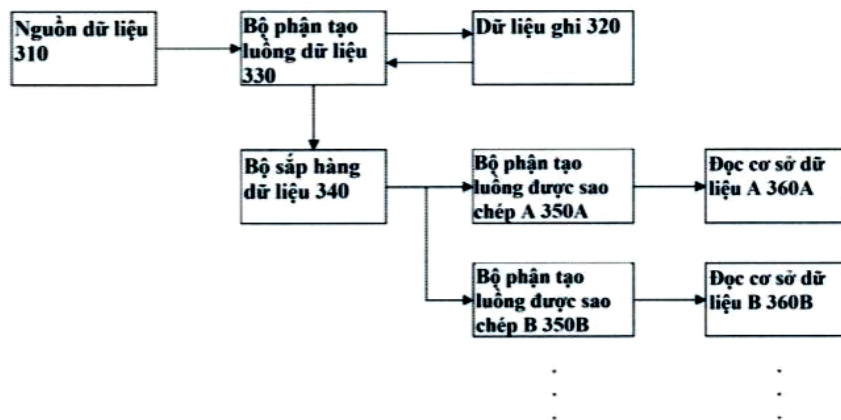 Nguồn dữ liệu
310
Bộ phận tạo
luồng dữ liệu
330
Dữ liệu ghi 320
Bộ sắp hàng
dữ liệu 340
Bộ phận tạo
luồng được sao
chép A 350A
Đọc cơ sở dữ
liệu A 360A
Bộ phận tạo
luồng được sao
chép B 350B
Đọc cơ sở dữ
liệu B 360B